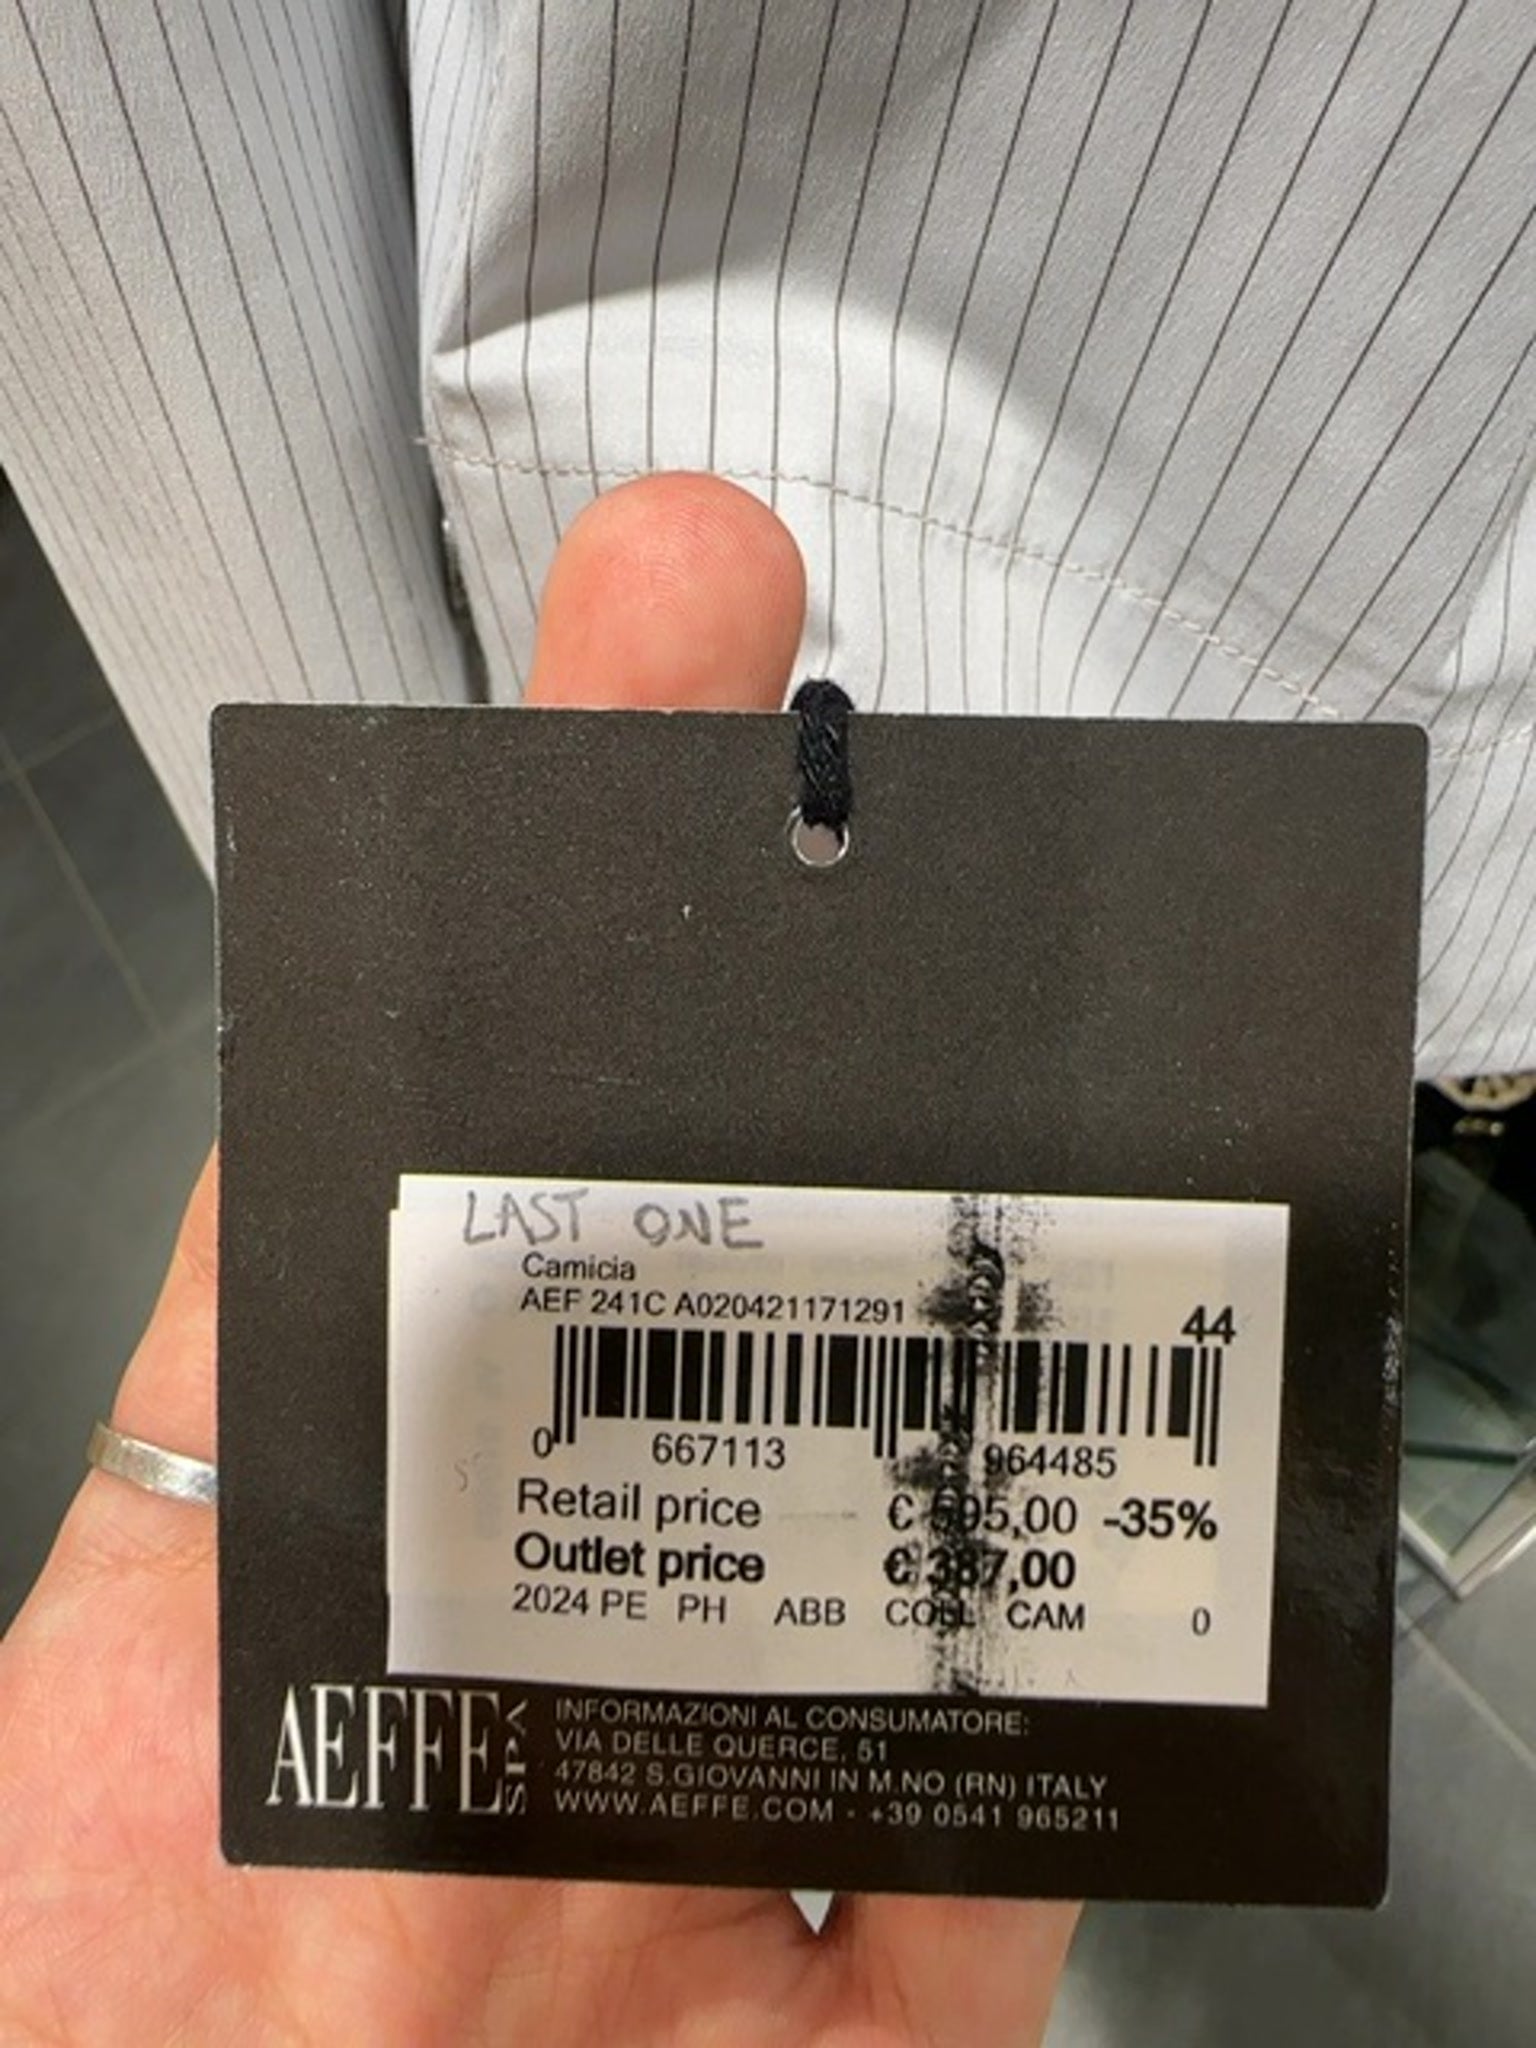 LAST ONE
Camicia
AEF 241C A020421171291
44
0 667113 964485
Retail price € 595,00 -35%
Outlet price € 387,00
2024 PE PH ABB COLL CAM 0
AEFFE SPA
INFORMAZIONI AL CONSUMATORE:
VIA DELLE QUERCE, 51
47842 S.GIOVANNI IN M.NO (RN) ITALY
WWW.AEFFE.COM - +39 0541 965211